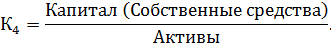 К₄ = Капитал (Собственные средства) / Активы.